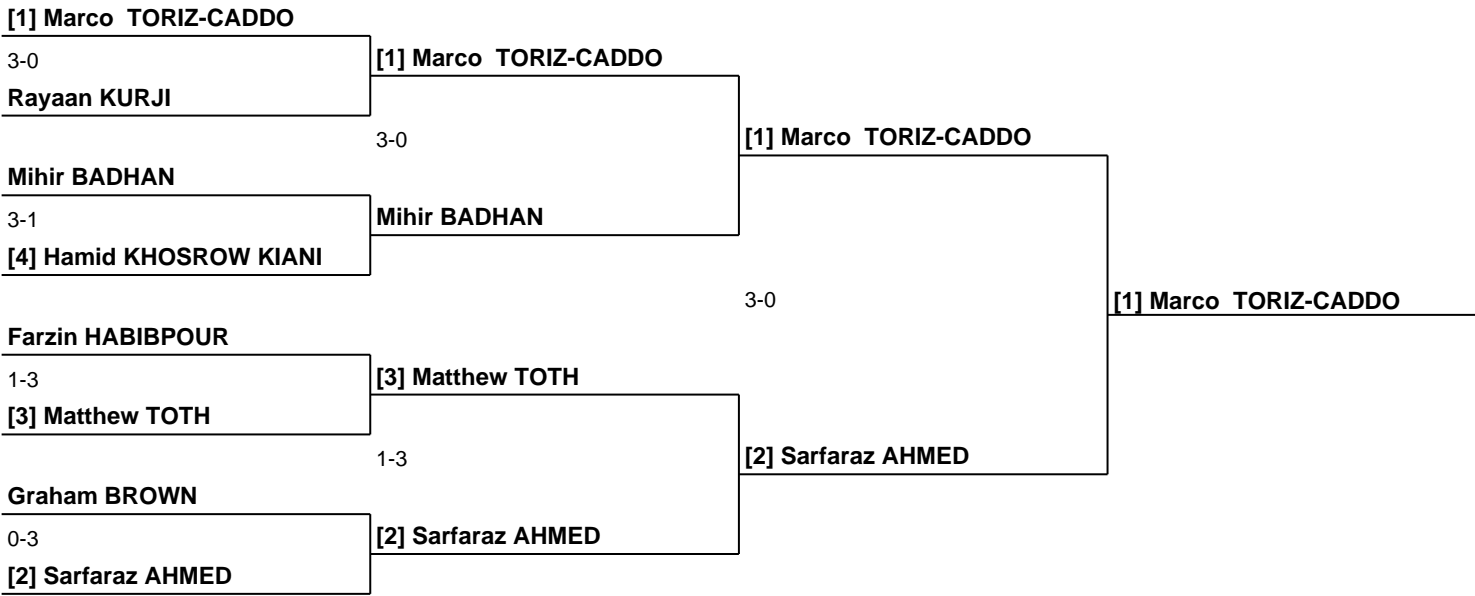 [1] Marco  TORIZ-CADDO
3-0
Rayaan KURJI
Mihir BADHAN
3-1
[4] Hamid KHOSROW KIANI
Farzin HABIBPOUR
1-3
[3] Matthew TOTH
Graham BROWN
0-3
[2] Sarfaraz AHMED
[1] Marco  TORIZ-CADDO
3-0
Mihir BADHAN
[3] Matthew TOTH
1-3
[2] Sarfaraz AHMED
[1] Marco  TORIZ-CADDO
3-0
[2] Sarfaraz AHMED
[1] Marco  TORIZ-CADDO